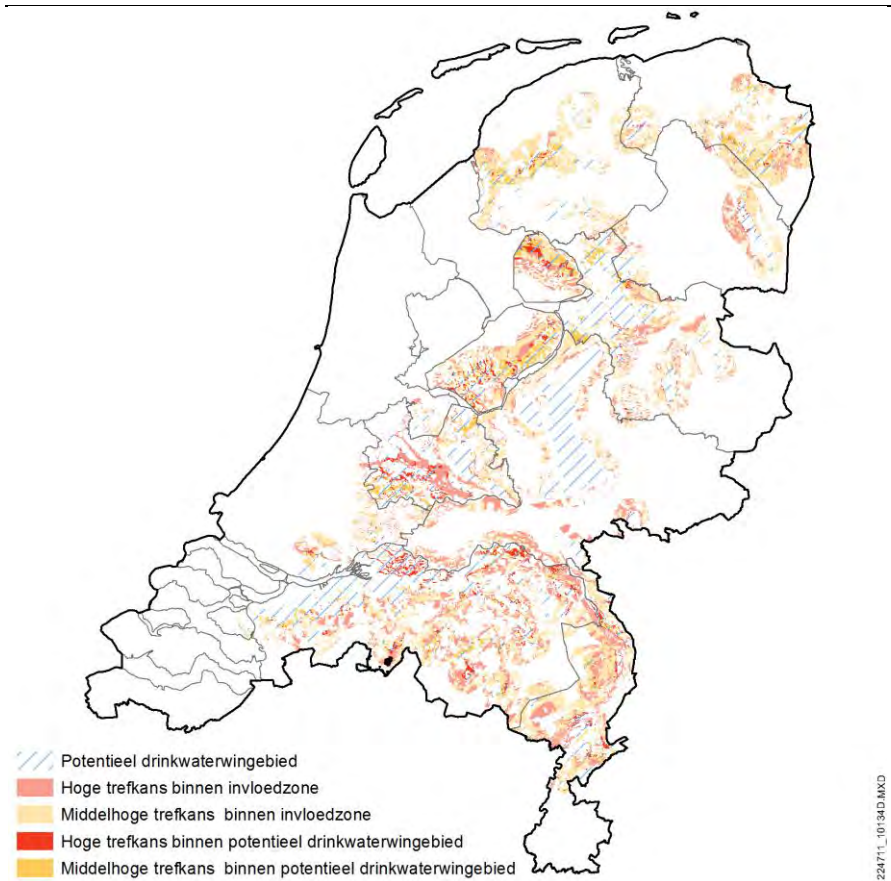 Potentieel drinkwaterwingebied
Hoge trefkans binnen invloedzone
Middelhoge trefkans binnen invloedzone
Hoge trefkans binnen potentieel drinkwaterwingebied
Middelhoge trefkans binnen potentieel drinkwaterwingebied
224711_10134D.MXD